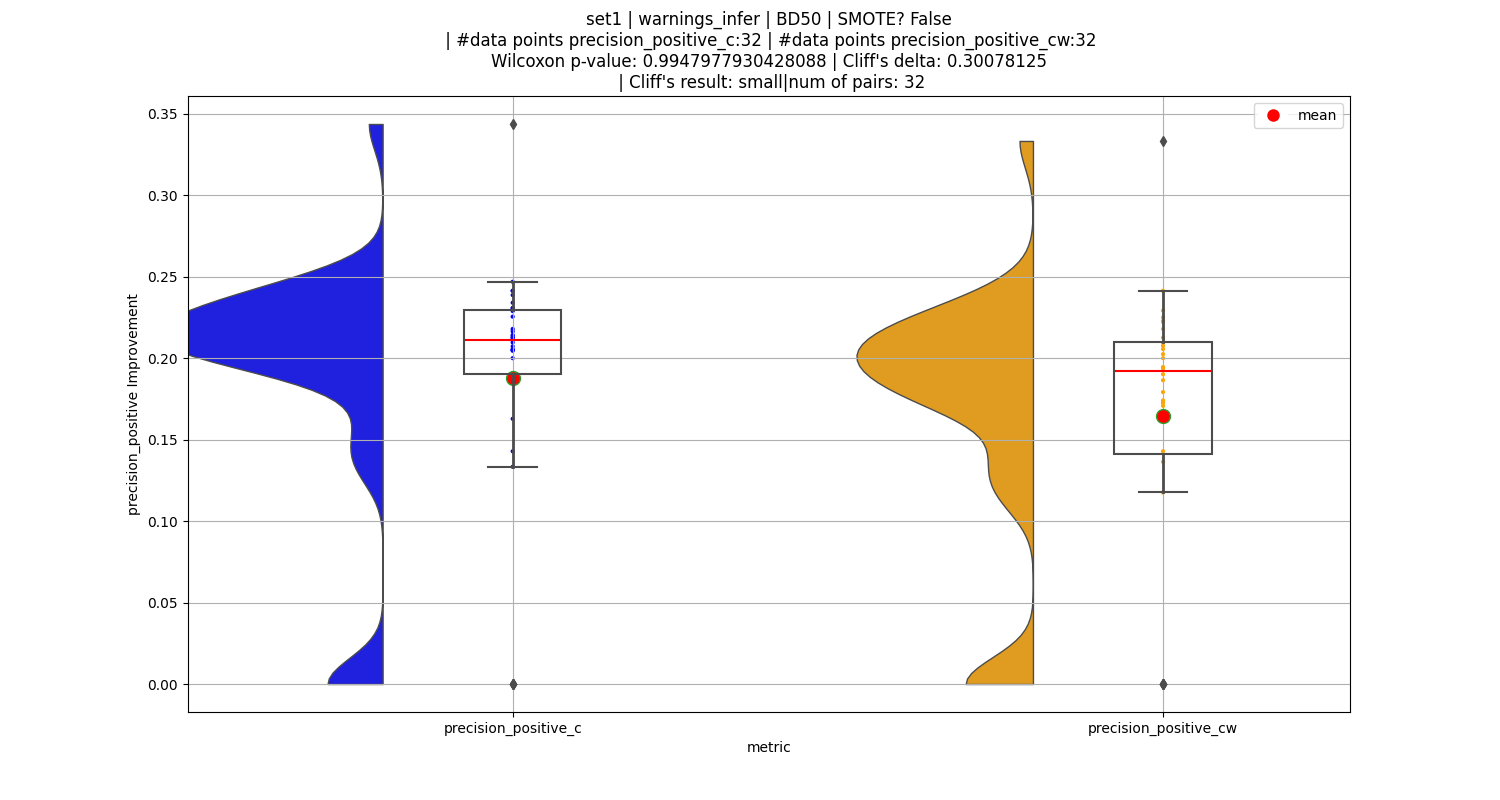 set1 | warnings_infer | BD50 | SMOTE? False
| #data points precision_positive_c:32 | #data points precision_positive_cw:32
Wilcoxon p-value: 0.9947977930428088 | Cliff's delta: 0.30078125
| Cliff's result: small|num of pairs: 32
mean
0.35
0.30
0.25
0.20
0.15
0.10
0.05
0.00
precision_positive Improvement
precision_positive_c
precision_positive_cw
metric